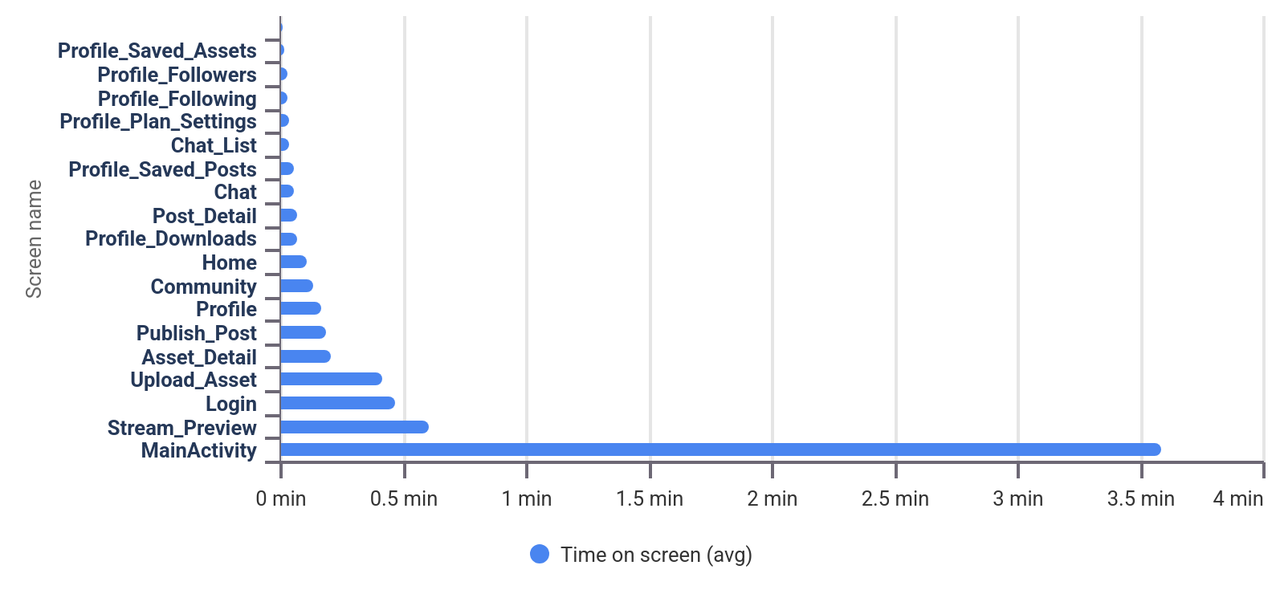 Screen name
Profile_Saved_Assets
Profile_Followers
Profile_Following
Profile_Plan_Settings
Chat_List
Profile_Saved_Posts
Chat
Post_Detail
Profile_Downloads
Home
Community
Profile
Publish_Post
Asset_Detail
Upload_Asset
Login
Stream_Preview
MainActivity
0 min 0.5 min 1 min 1.5 min 2 min 2.5 min 3 min 3.5 min 4 min
Time on screen (avg)